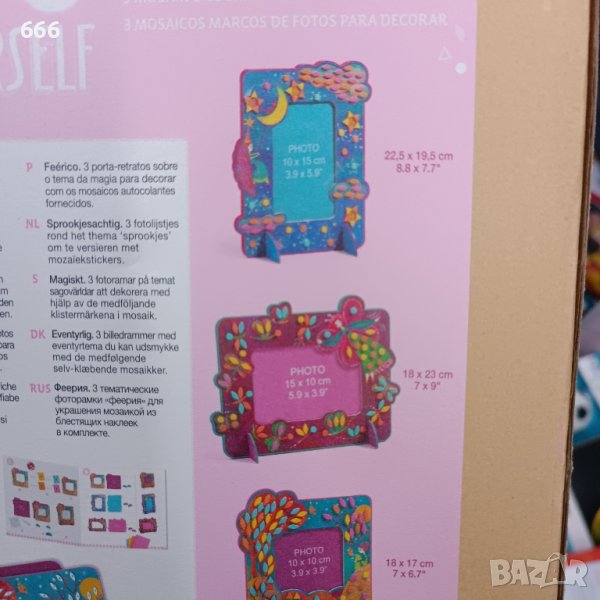 666
RSELF
3 MOSAICOS MARCOS DE FOTOS PARA DECORAR
P Feérico. 3 porta-retratos sobre
o tema da magia para decorar
com os mosaicos autocolantes
fornecidos.
NL Sprookjesachtig. 3 fotolijstjes
rond het thema 'sprookjes'
om te versieren met
mozaiekstickers.
S Magiskt. 3 fotoramar på temat
sagovärldar att dekorera med
hjälp av de medföljande
klistermärkena i mosaik.
DK Eventyrlig. 3 billedrammer med
eventyrtema du kan udsmykke
med de medfølgende
selv-klæbende mosaikker.
RUS Феерия. 3 тематические
фоторамки «феерия» для
украшения мозаикой из
блестящих наклеек
в комплекте.
PHOTO
10 x 15 cm
3.9 x 5.9"
22,5 x 19,5 cm
8.8 x 7.7"
PHOTO
15 x 10 cm
5.9 x 3.9"
18 x 23 cm
7 x 9"
PHOTO
10 x 10 cm
3.9 x 3.9"
18 x 17 cm
7 x 6.7"
BAZAR